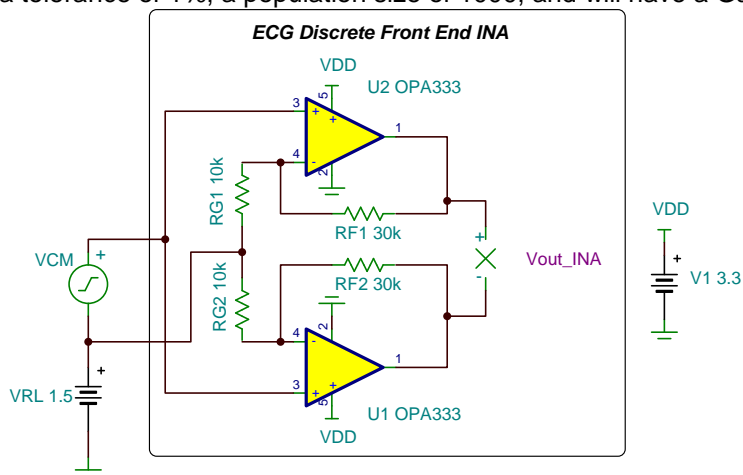 a tolerance of 1%, a population size of 1000, and will have a
ECG Discrete Front End INA
VDD
U2 OPA333
3
5
+
+
1
4
-
2
RG1 10k
RF1 30k
VDD
VCM
+
+
Vout_INA
-
+
V1 3.3
RG2 10k
RF2 30k
2
4
-
1
+
VRL 1.5
3
+
+
5
U1 OPA333
VDD